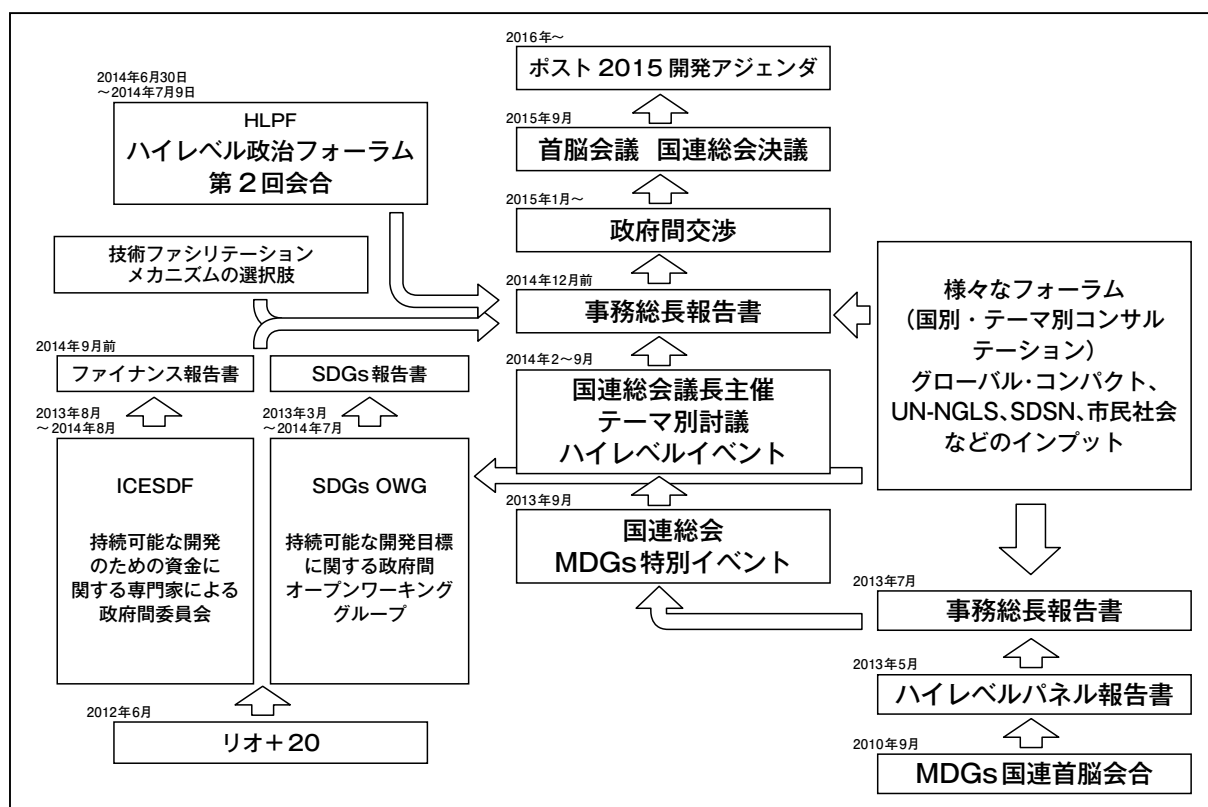 2016年~
ポスト2015開発アジェンダ
2015年9月
首脳会議 国連総会決議
2015年1月~
政府間交渉
2014年12月前
事務総長報告書
2014年2~9月
国連総会議長主催
テーマ別討議
ハイレベルイベント
2013年9月
国連総会
MDGs特別イベント
2014年6月30日
~2014年7月9日
HLPF
ハイレベル政治フォーラム
第2回会合
技術ファシリテーション
メカニズムの選択肢
2014年9月前
ファイナンス報告書
SDGs報告書
2013年8月
~2014年8月
ICESDF
持続可能な開発
のための資金に
関する専門家による
政府間委員会
2013年3月
~2014年7月
SDGs OWG
持続可能な開発目標
に関する政府間
オープンワーキング
グループ
2012年6月
リオ+20
様々なフォーラム
(国別・テーマ別コンサル
テーション)
グローバル・コンパクト、
UN-NGLS、SDSN、市民社会
などのインプット
2013年7月
事務総長報告書
2013年5月
ハイレベルパネル報告書
2010年9月
MDGs国連首脳会合